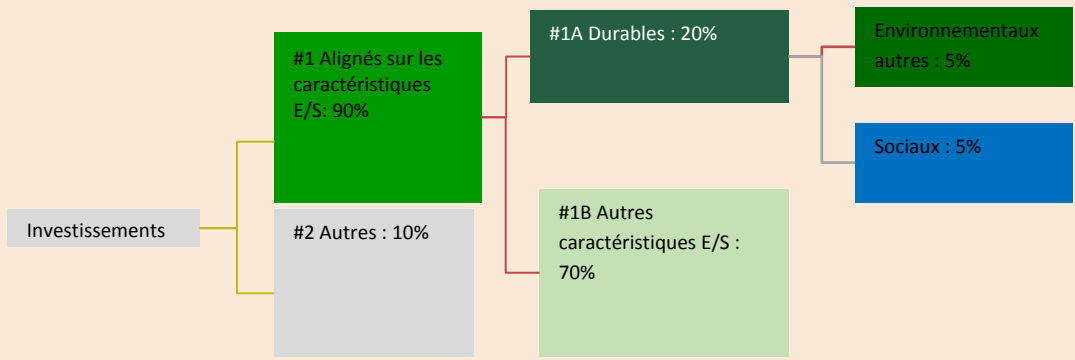 Investissements
#1 Alignés sur les
caractéristiques
E/S: 90%
#2 Autres : 10%
#1A Durables : 20%
#1B Autres
caractéristiques E/S :
70%
Environnementaux
autres : 5%
Sociaux : 5%